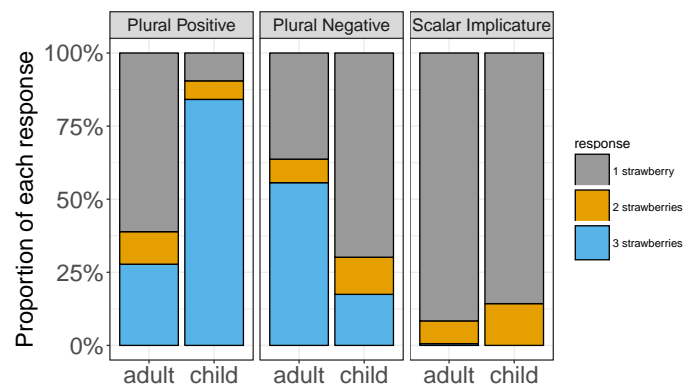 Plural Positive Plural Negative Scalar Implicature
Proportion of each response
100%
75%
50%
25%
0%
adult child adult child adult child
response
1 strawberry
2 strawberries
3 strawberries